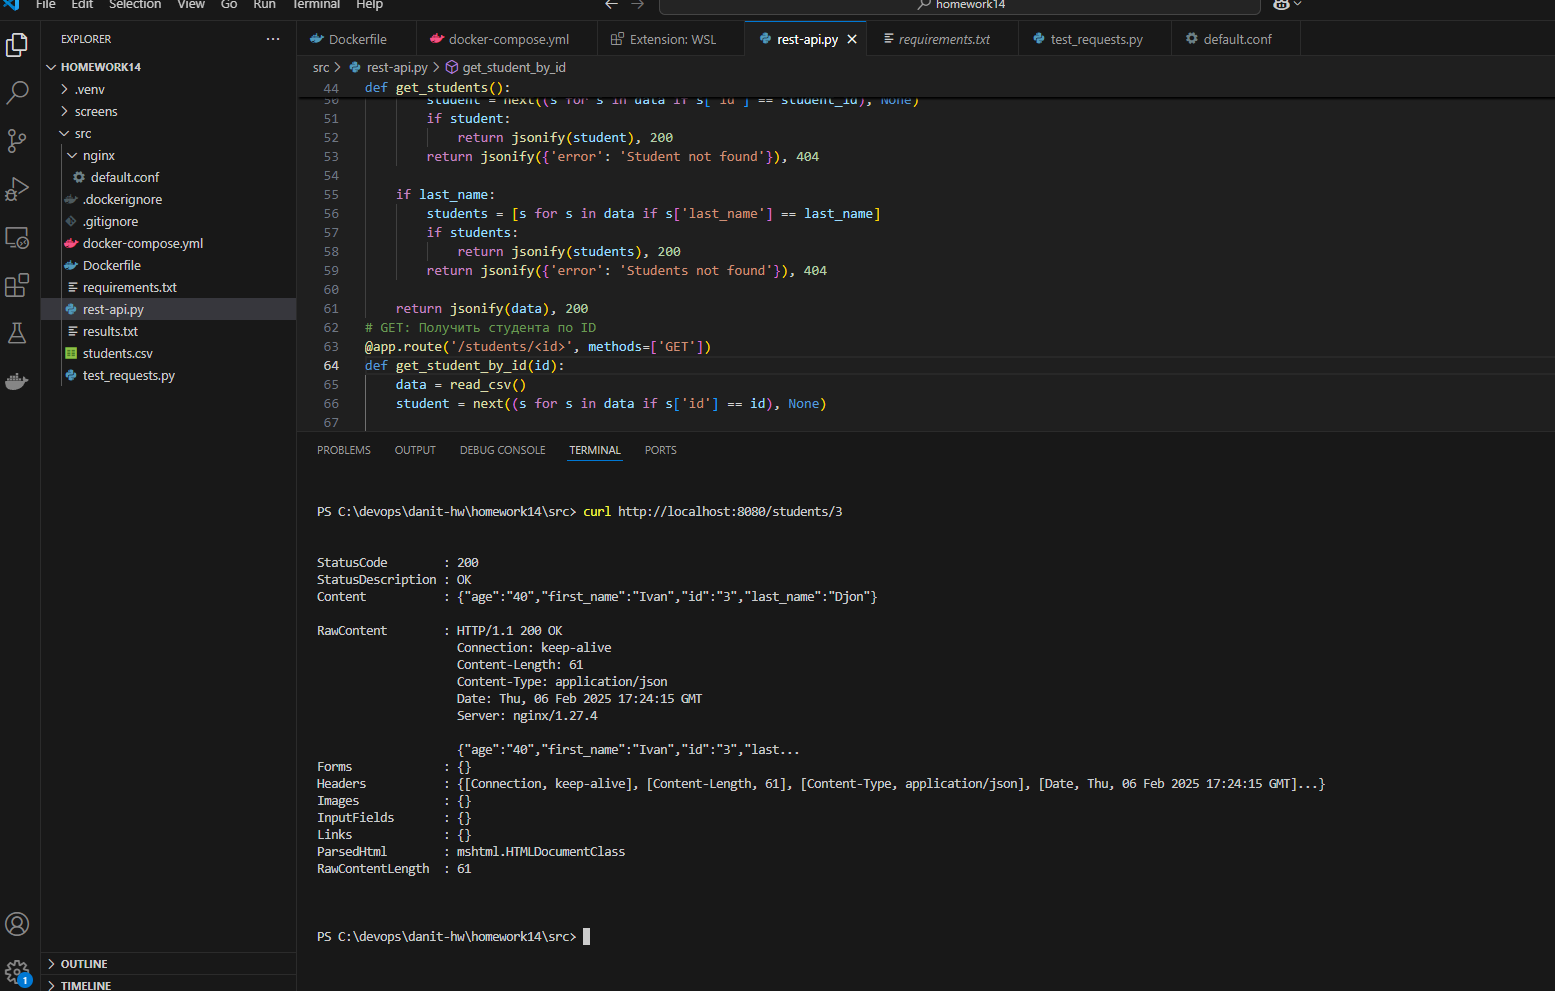 File Edit Selection View Go Run Terminal Help
homework14
EXPLORER
HOMEWORK14
.venv
screens
src
nginx
default.conf
.dockerignore
.gitignore
docker-compose.yml
Dockerfile
requirements.txt
rest-api.py
results.txt
students.csv
test_requests.py
OUTLINE
TIMELINE
1
Dockerfile docker-compose.yml Extension: WSL rest-api.py requirements.txt test_requests.py default.conf
src > rest-api.py > get_student_by_id
44 def get_students():
50 student = next((s for s in data if s['id'] == student_id), None)
51 if student:
52 return jsonify(student), 200
53 return jsonify({'error': 'Student not found'}), 404
54
55 if last_name:
56 students = [s for s in data if s['last_name'] == last_name]
57 if students:
58 return jsonify(students), 200
59 return jsonify({'error': 'Students not found'}), 404
60
61 return jsonify(data), 200
62 # GET: Получить студента по ID
63 @app.route('/students/<id>', methods=['GET'])
64 def get_student_by_id(id):
65 data = read_csv()
66 student = next((s for s in data if s['id'] == id), None)
67
PROBLEMS OUTPUT DEBUG CONSOLE TERMINAL PORTS
PS C:\devops\danit-hw\homework14\src> curl http://localhost:8080/students/3
StatusCode : 200
StatusDescription : OK
Content : {"age":"40","first_name":"Ivan","id":"3","last_name":"Djon"}
RawContent : HTTP/1.1 200 OK
Connection: keep-alive
Content-Length: 61
Content-Type: application/json
Date: Thu, 06 Feb 2025 17:24:15 GMT
Server: nginx/1.27.4
{"age":"40","first_name":"Ivan","id":"3","last...
Forms : {}
Headers : {[Connection, keep-alive], [Content-Length, 61], [Content-Type, application/json], [Date, Thu, 06 Feb 2025 17:24:15 GMT]...}
Images : {}
InputFields : {}
Links : {}
ParsedHtml : mshtml.HTMLDocumentClass
RawContentLength : 61
PS C:\devops\danit-hw\homework14\src>